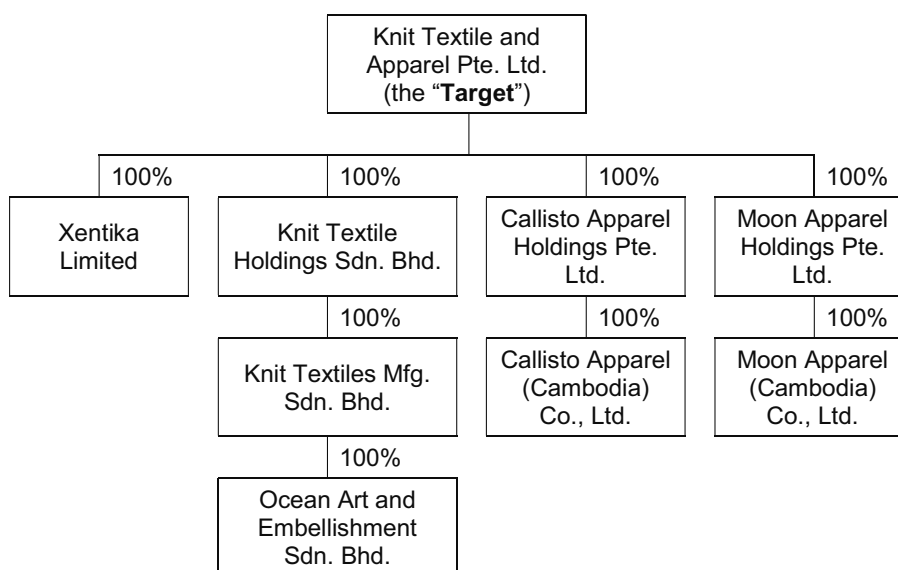 Knit Textile and
Apparel Pte. Ltd.
(the “Target”)
100%
100%
100%
100%
Xentika
Limited
Knit Textile
Holdings Sdn. Bhd.
Callisto Apparel
Holdings Pte.
Ltd.
Moon Apparel
Holdings Pte.
Ltd.
100%
100%
100%
Knit Textiles Mfg.
Sdn. Bhd.
Callisto Apparel
(Cambodia)
Co., Ltd.
Moon Apparel
(Cambodia)
Co., Ltd.
100%
Ocean Art and
Embellishment
Sdn. Bhd.